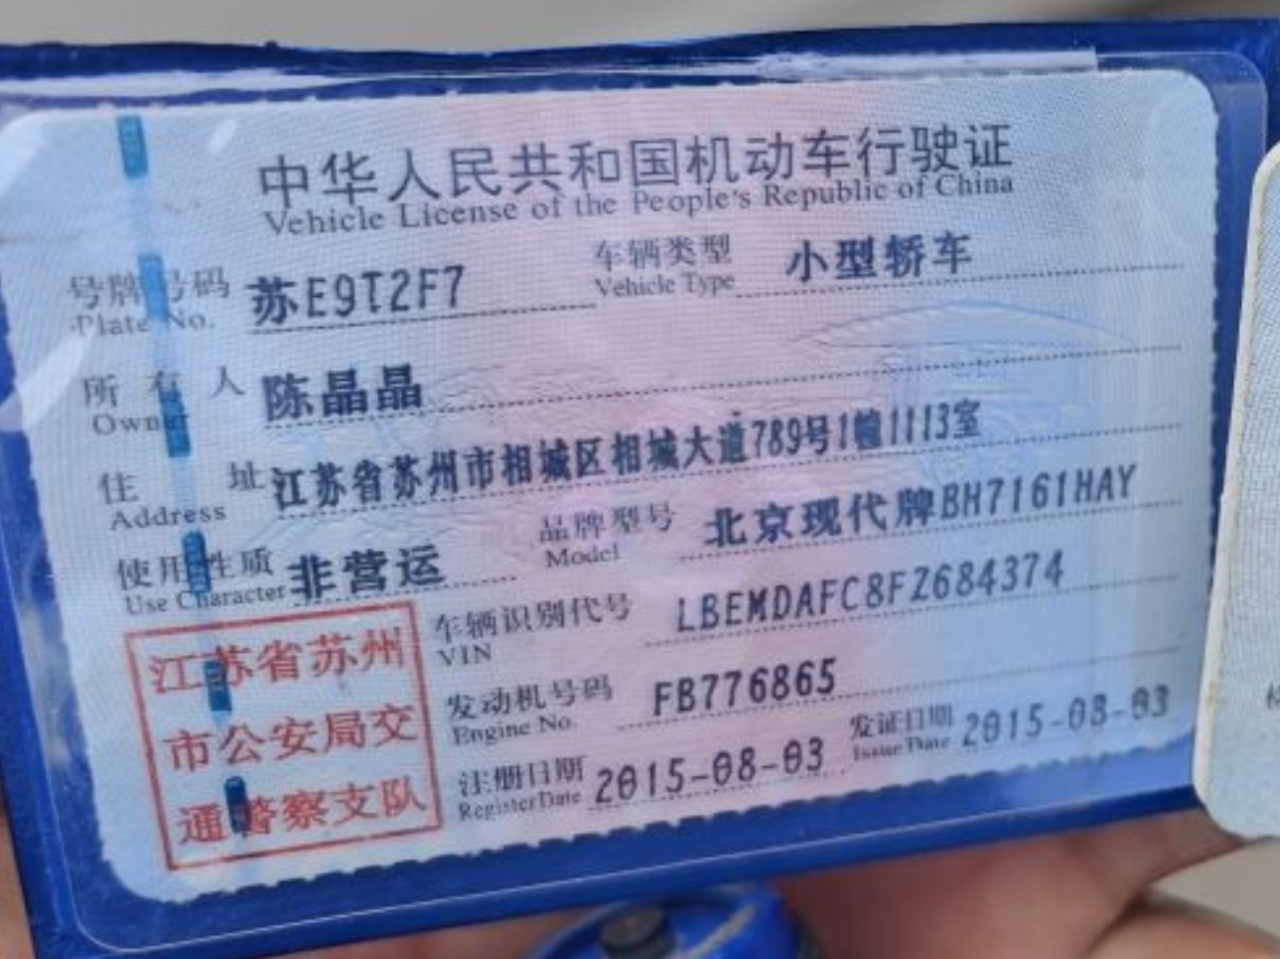 中华人民共和国机动车行驶证
Vehicle License of the People's Republic of China
号牌号码 苏E9T2F7 车辆类型 小型轿车
Plate No. Vehicle Type
所有人 陈晶晶
Owner
住址 江苏省苏州市相城区相城大道789号1幢1113室
Address
使用性质 非营运 品牌型号 北京现代牌BH7161HAY
Use Character Model
车辆识别代号 LBEMDAFC8FZ684374
VIN
发动机号码 FB776865
Engine No.
注册日期 2015-08-03 发证日期 2015-08-03
Register Date Issue Date
江苏省苏州
市公安局交
通警察支队